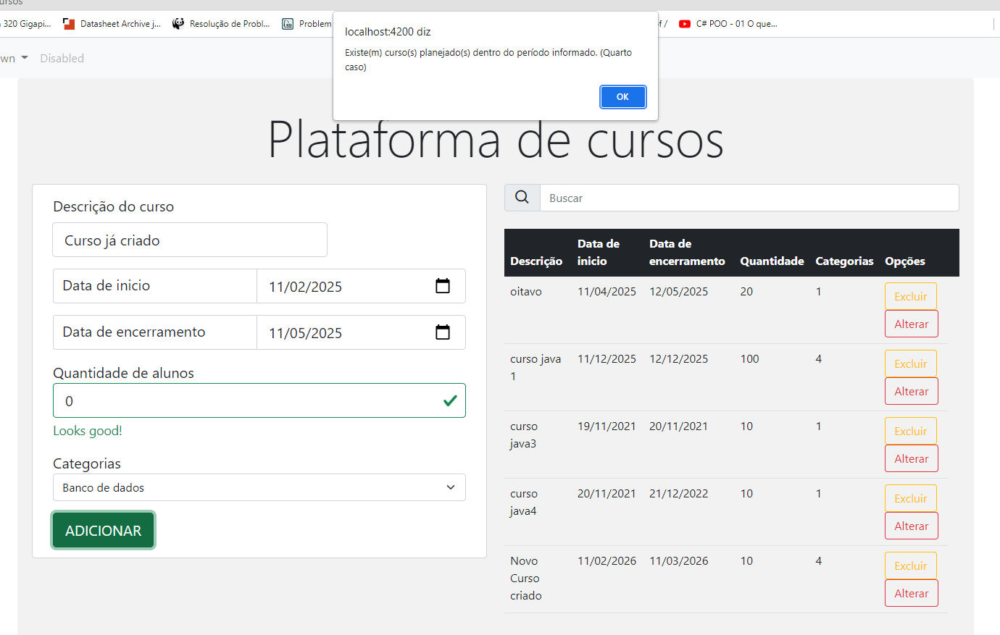 ursos
320 Gigapi...
Datasheet Archive j...
Resolução de Probl...
Problem
of /
C# POO - 01 O que...
localhost:4200 diz
Existe(m) curso(s) planejado(s) dentro do período informado. (Quarto
caso)
OK
wn
Disabled
Plataforma de cursos
Descrição do curso
Curso já criado
Data de inicio
11/02/2025
Data de encerramento
11/05/2025
Quantidade de alunos
0
Looks good!
Categorias
Banco de dados
ADICIONAR
Buscar
Descrição Data de inicio Data de encerramento Quantidade Categorias Opções
oitavo 11/04/2025 12/05/2025 20 1 Excluir
Alterar
curso java 11/12/2025 12/12/2025 100 4 Excluir
1 Alterar
curso 19/11/2021 20/11/2021 10 1 Excluir
java3 Alterar
curso 20/11/2021 21/12/2022 10 1 Excluir
java4 Alterar
Novo 11/02/2026 11/03/2026 10 4 Excluir
Curso
criado Alterar